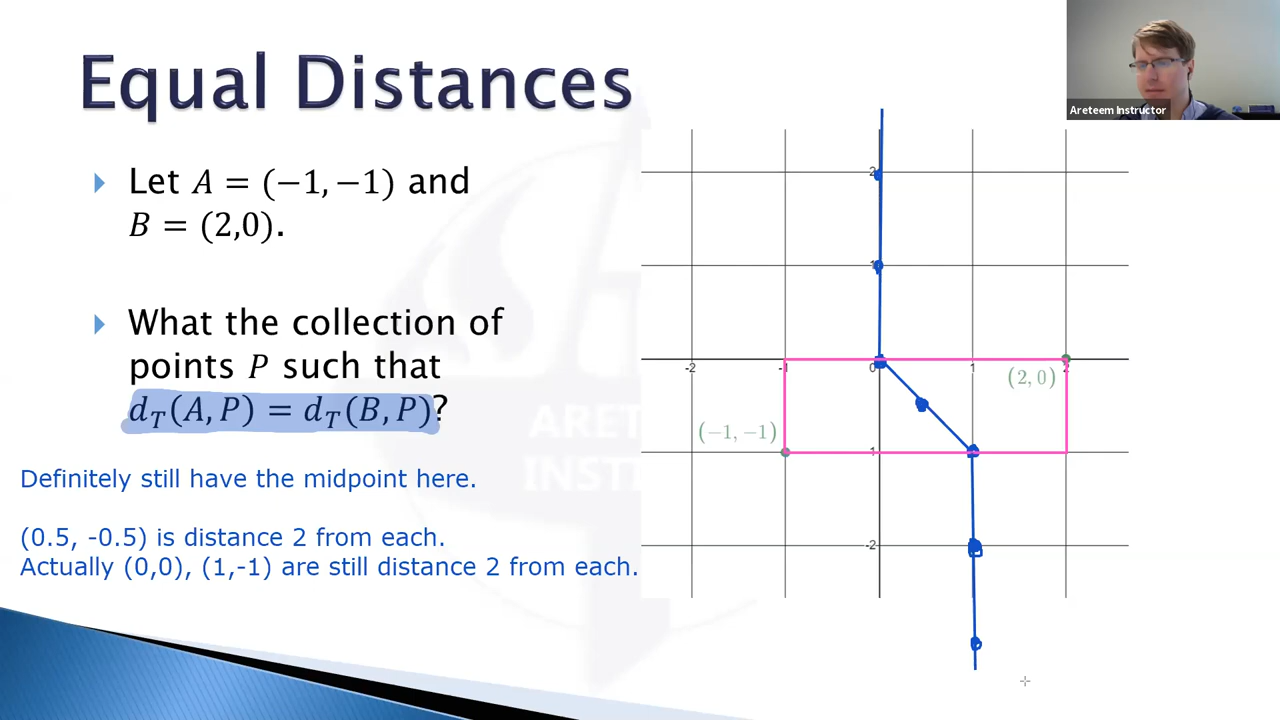 Equal Distances
Areteem Instructor
Let A = (−1, −1) and
B = (2,0).
What the collection of
points P such that
d_T(A, P) = d_T(B, P)?
Definitely still have the midpoint here.
(0.5, -0.5) is distance 2 from each.
Actually (0,0), (1,-1) are still distance 2 from each.
2
1
-2 -1 0 1 2
(2, 0)
(−1, −1)
-1
-2
ARETE
INSTIT